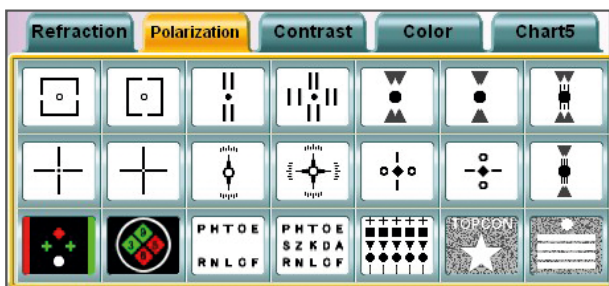 Refraction Polarization Contrast Color Chart5
PHTOE PHTOE
SZKDA
RNLCF RNLCF
TOPCON